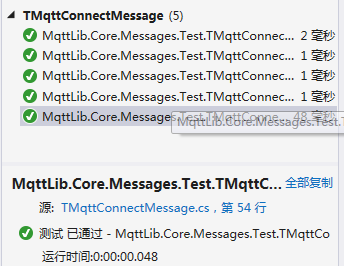 TMqttConnectMessage (5)
MqttLib.Core.Messages.Test.TMqttConnec... 2 毫秒
MqttLib.Core.Messages.Test.TMqttConnec... 1 毫秒
MqttLib.Core.Messages.Test.TMqttConnec... 1 毫秒
MqttLib.Core.Messages.Test.TMqttConnec... 1 毫秒
MqttLib.Core.Messages.Test.TMqttConnec... 48 毫秒
MqttLib.Core.Messages.Test.T
MqttLib.Core.Messages.Test.TMqttC... 全部复制
源: TMqttConnectMessage.cs，第 54 行
测试 已通过 - MqttLib.Core.Messages.Test.TMqttCo
运行时间:0:00:00.048